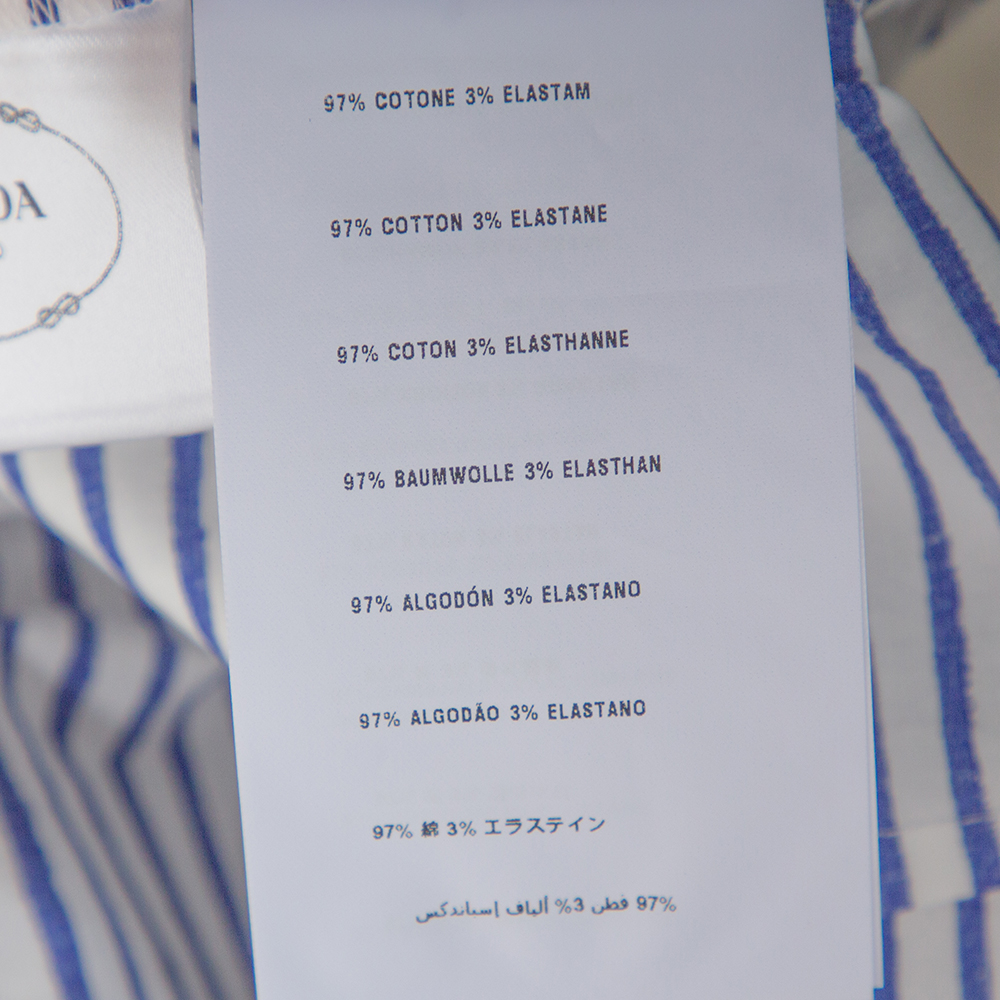 DA
97% COTONE 3% ELASTAM
97% COTTON 3% ELASTANE
97% COTON 3% ELASTHANNE
97% BAUMWOLLE 3% ELASTHAN
97% ALGODÓN 3% ELASTANO
97% ALGODÃO 3% ELASTANO
97% 綿 3% エラステイン
97% قطن 3% ألياف إسباندكس